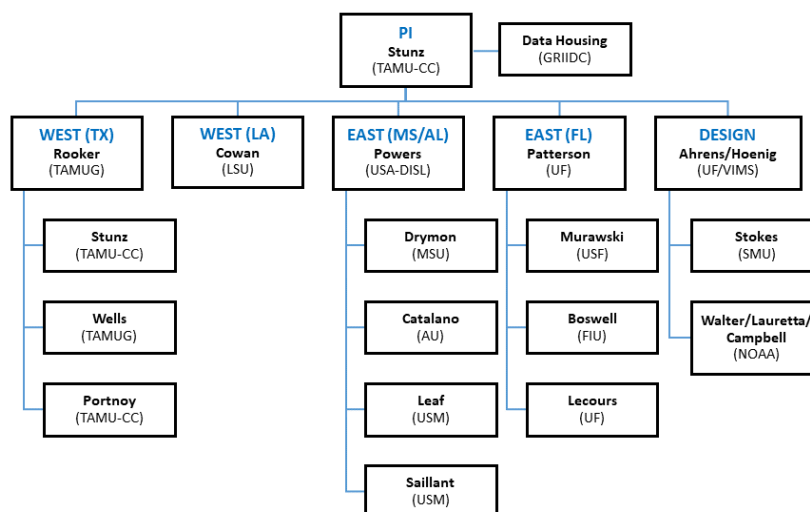 PI
Stunz
(TAMU-CC)
Data Housing
(GRIIDC)
WEST (TX)
Rooker
(TAMUG)
WEST (LA)
Cowan
(LSU)
EAST (MS/AL)
Powers
(USA-DISL)
EAST (FL)
Patterson
(UF)
DESIGN
Ahrens/Hoenig
(UF/VIMS)
Stunz
(TAMU-CC)
Wells
(TAMUG)
Portnoy
(TAMU-CC)
Drymon
(MSU)
Catalano
(AU)
Leaf
(USM)
Saillant
(USM)
Murawski
(USF)
Boswell
(FIU)
Lecours
(UF)
Stokes
(SMU)
Walter/Lauretta/
Campbell
(NOAA)